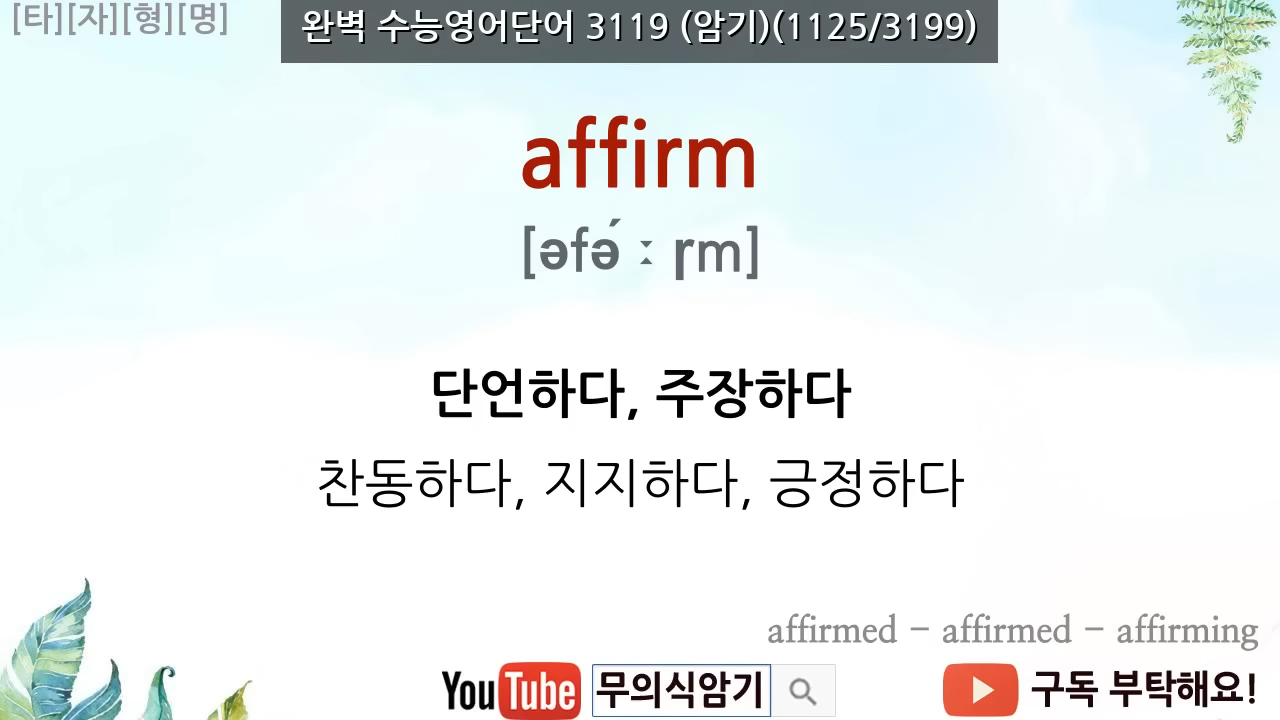 [타][자][형][명]
완벽 수능영어단어 3119 (암기)(1125/3199)
affirm
[əfə́ːrm]
단언하다, 주장하다
찬동하다, 지지하다, 긍정하다
affirmed - affirmed - affirming
YouTube 무의식암기 구독 부탁해요!